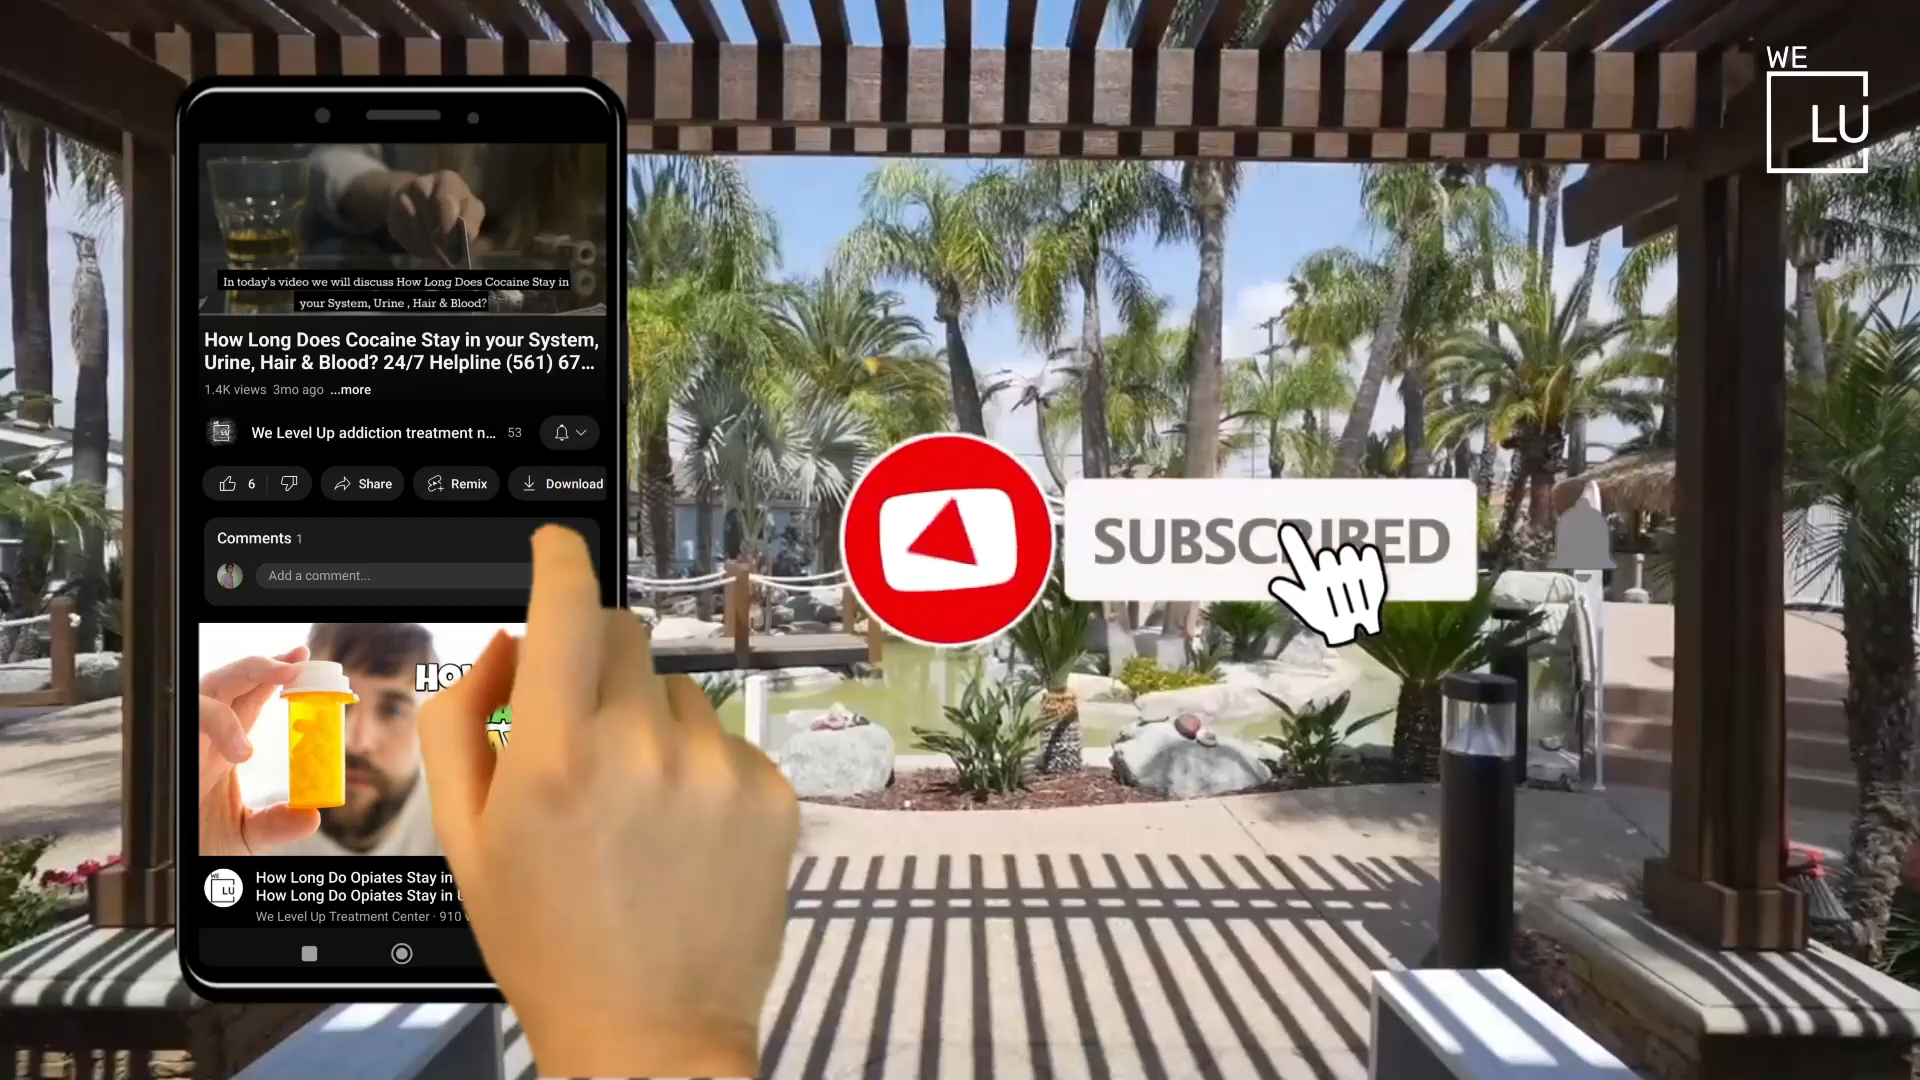 WE
LU
In today's video we will discuss How Long Does Cocaine Stay in
your System, Urine , Hair & Blood?
How Long Does Cocaine Stay in your System,
Urine, Hair & Blood? 24/7 Helpline (561) 67...
1.4K views 3mo ago ...more
We Level Up addiction treatment n... 53
6 Share Remix Download
Comments 1
Add a comment...
SUBSCRIBED
WE
LU
How Long Do Opiates Stay in
How Long Do Opiates Stay in
We Level Up Treatment Center · 910